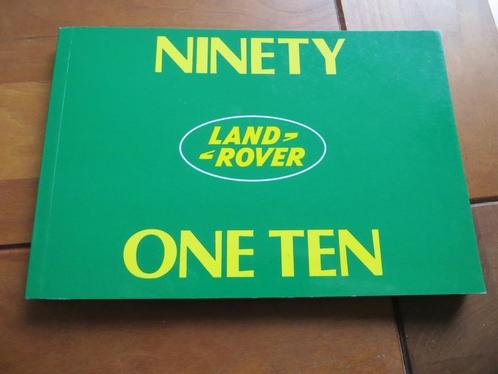 NINETY
LAND
ROVER
ONE TEN